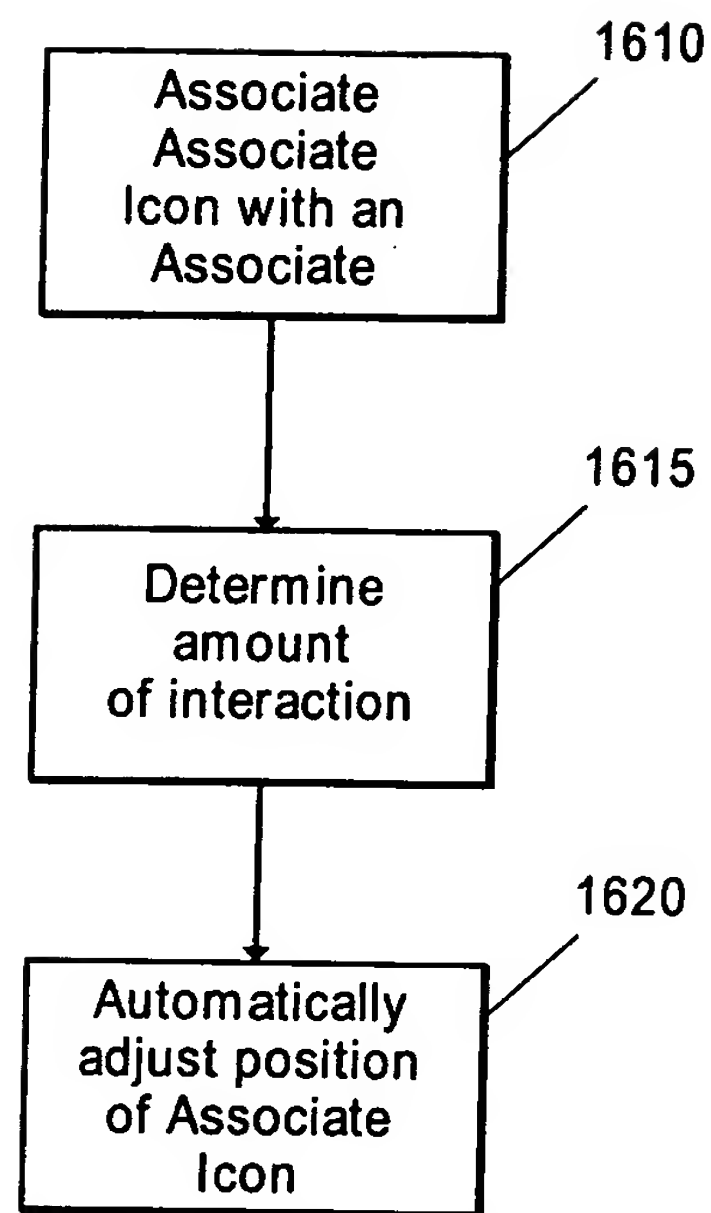 1610
Associate
Associate
Icon with an
Associate
1615
Determine
amount
of interaction
1620
Automatically
adjust position
of Associate
Icon